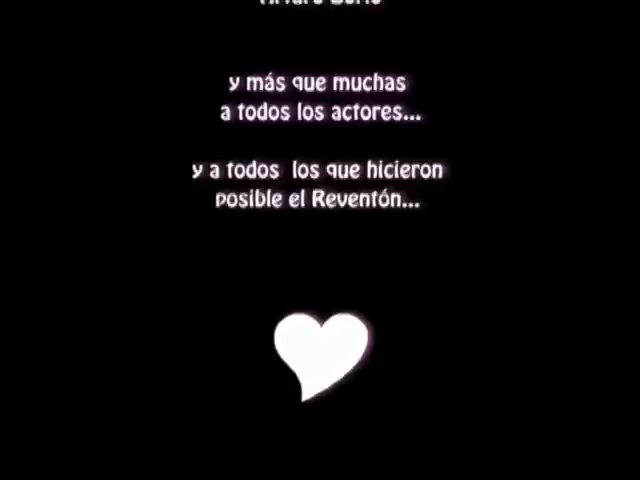 y más que muchas
a todos los actores...
y a todos los que hicieron
posible el Reventón...